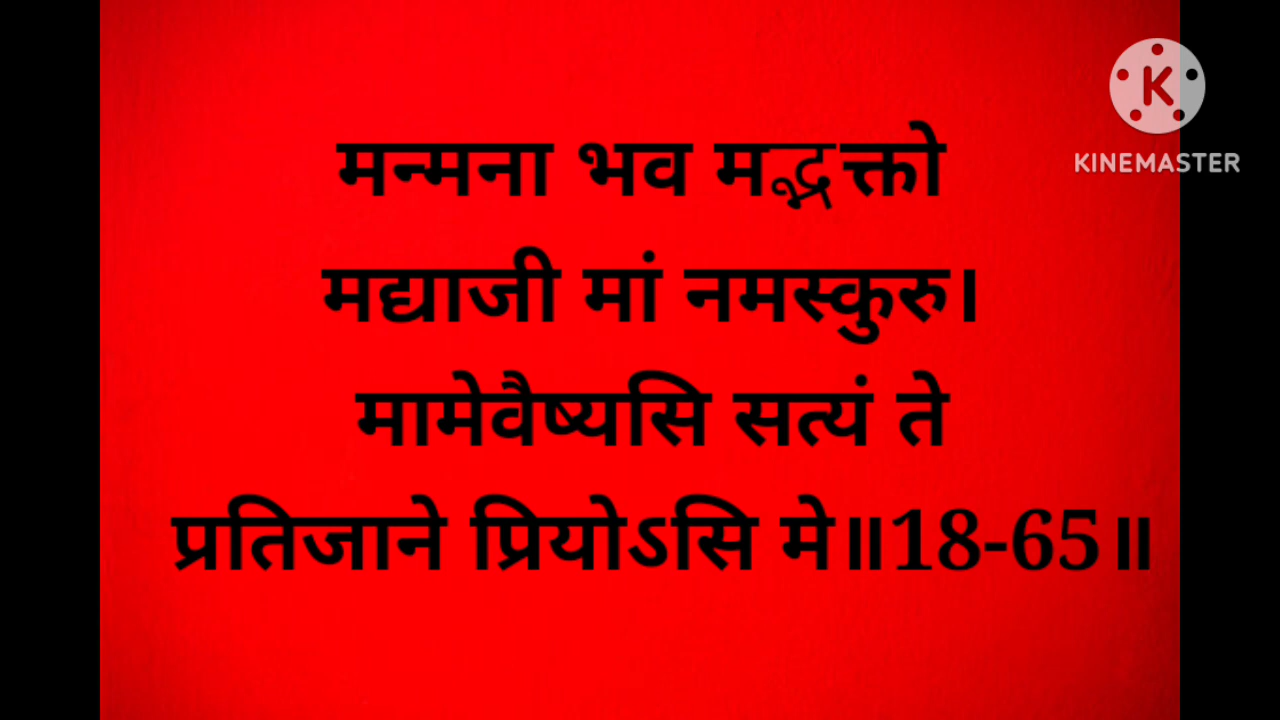 मन्मना भव मद्भक्तो
मद्याजी मां नमस्कुरु।
मामेवैष्यसि सत्यं ते
प्रतिजाने प्रियोऽसि मे॥18-65॥
K
KINEMASTER